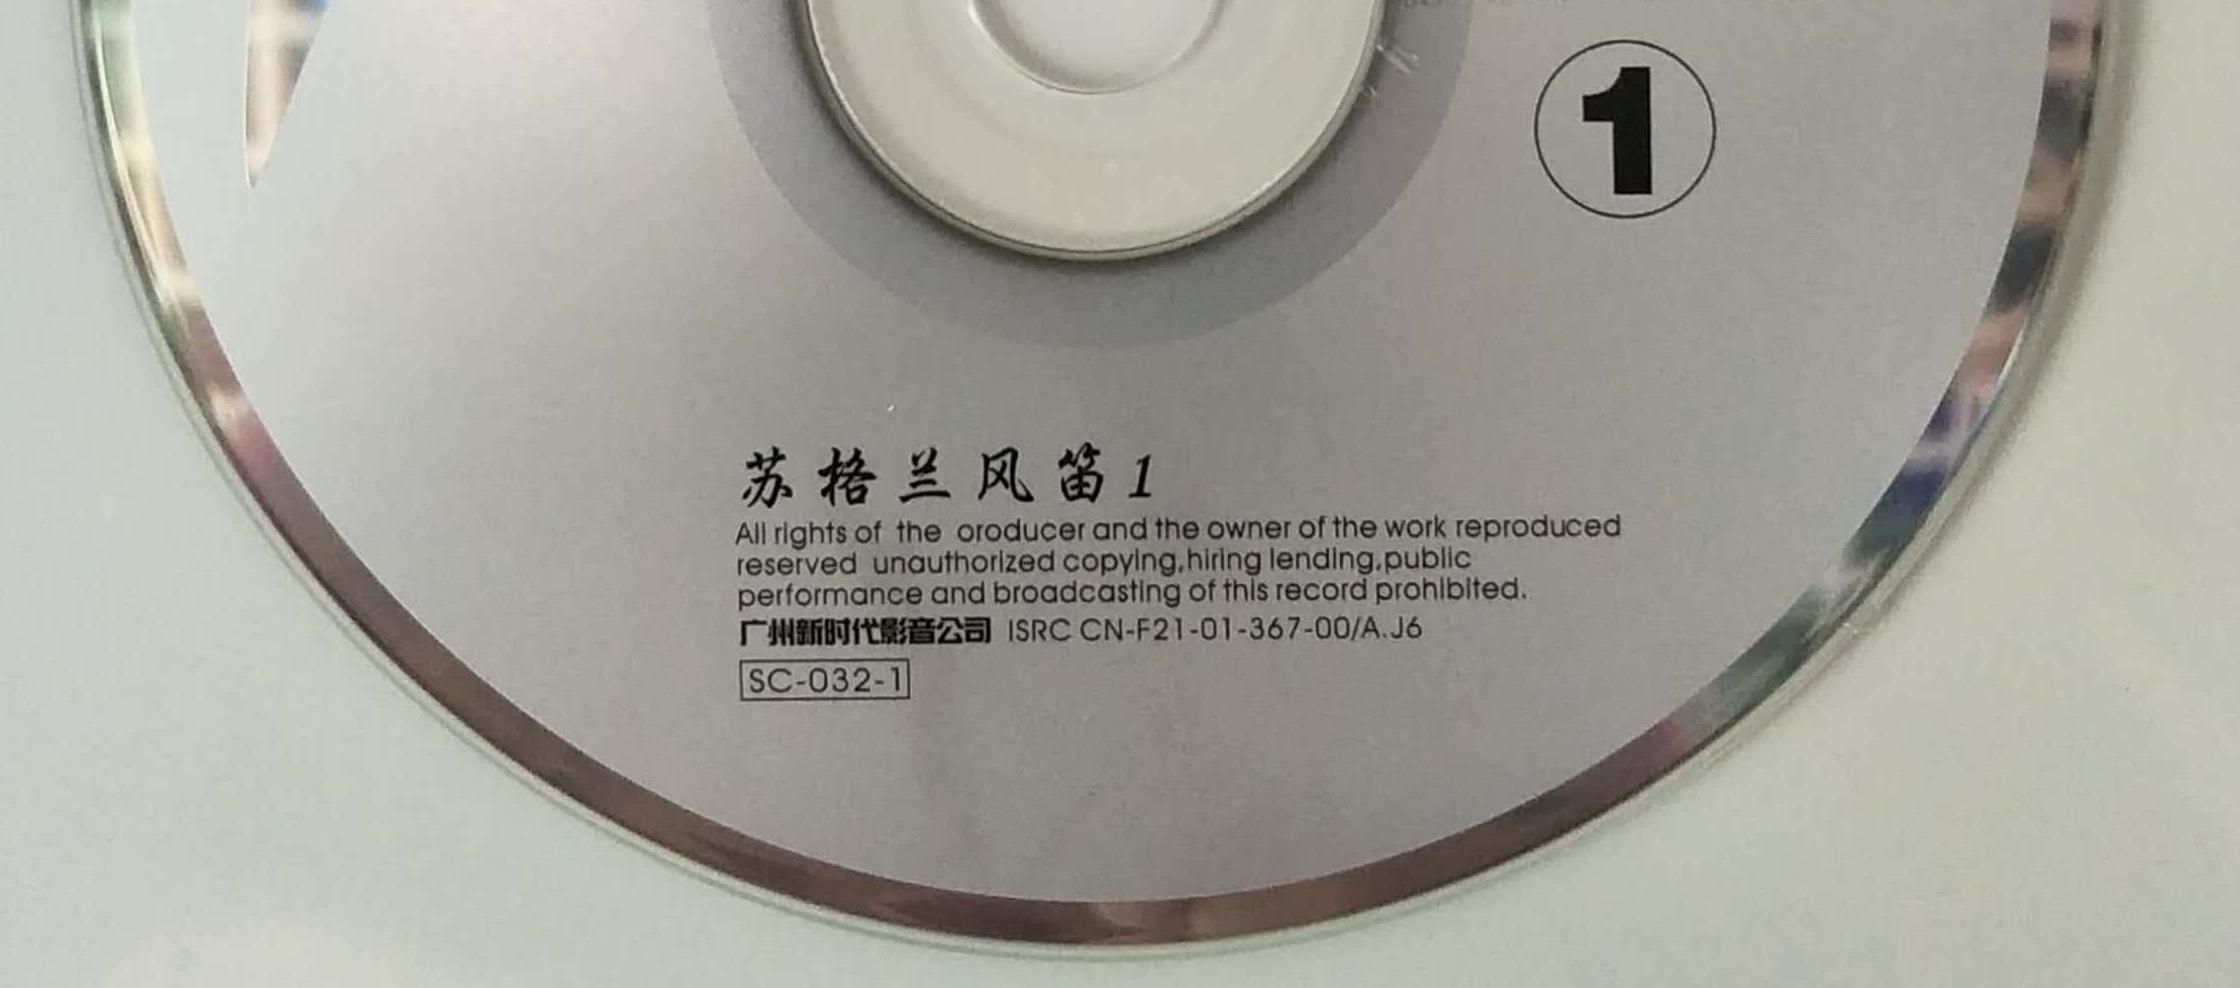 1
苏格兰风笛1
All rights of the oroducer and the owner of the work reproduced
reserved unauthorized copying,hiring lending,public
performance and broadcasting of this record prohibited.
广州新时代影音公司 ISRC CN-F21-01-367-00/A.J6
SC-032-1